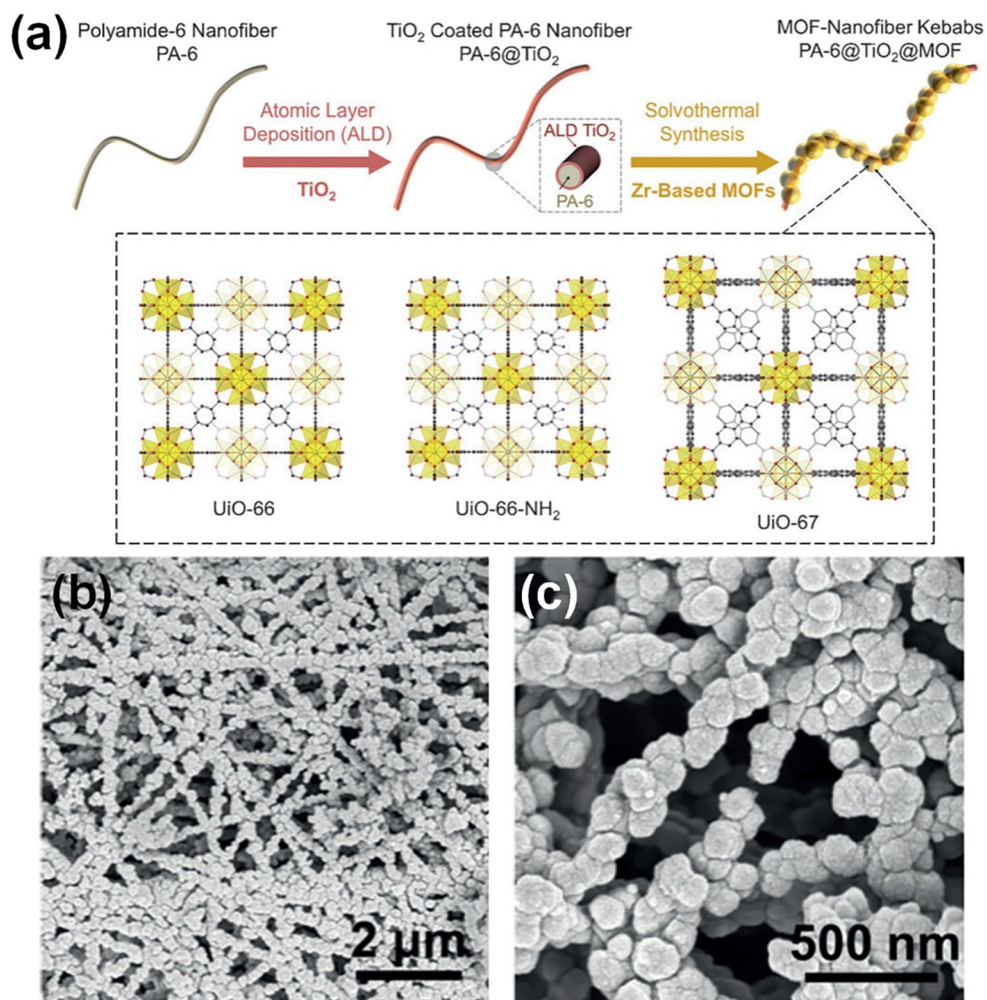 (a)
Polyamide-6 Nanofiber
PA-6
TiO₂ Coated PA-6 Nanofiber
PA-6@TiO₂
MOF-Nanofiber Kebabs
PA-6@TiO₂@MOF
Atomic Layer
Deposition (ALD)
TiO₂
ALD TiO₂
PA-6
Solvothermal
Synthesis
Zr-Based MOFs
UiO-66
UiO-66-NH₂
UiO-67
(b)
2 μm
(c)
500 nm